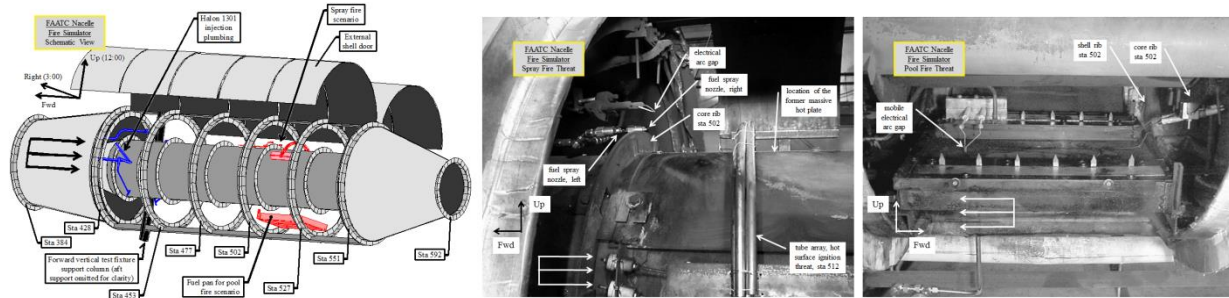 FAATC Nacelle
Fire Simulator
Schematic View
Up (12:00)
Right (3:00)
Fwd
Halon 1301
injection
plumbing
Spray fire
scenario
External
shell door
Sta 384
Sta 428
Sta 477
Sta 502
Sta 551
Sta 592
Forward vertical test fixture
support column (aft
support omitted for clarity)
Sta 453
Fuel pan for pool
fire scenario
Sta 527
FAATC Nacelle
Fire Simulator
Spray Fire Threat
electrical
arc gap
fuel spray
nozzle, right
core rib
sta 502
location of the
former massive
hot plate
fuel spray
nozzle, left
Up
Fwd
tube array, hot
surface ignition
threat, sta 512
FAATC Nacelle
Fire Simulator
Pool Fire Threat
shell rib
sta 502
core rib
sta 502
mobile
electrical
arc gap
Up
Fwd